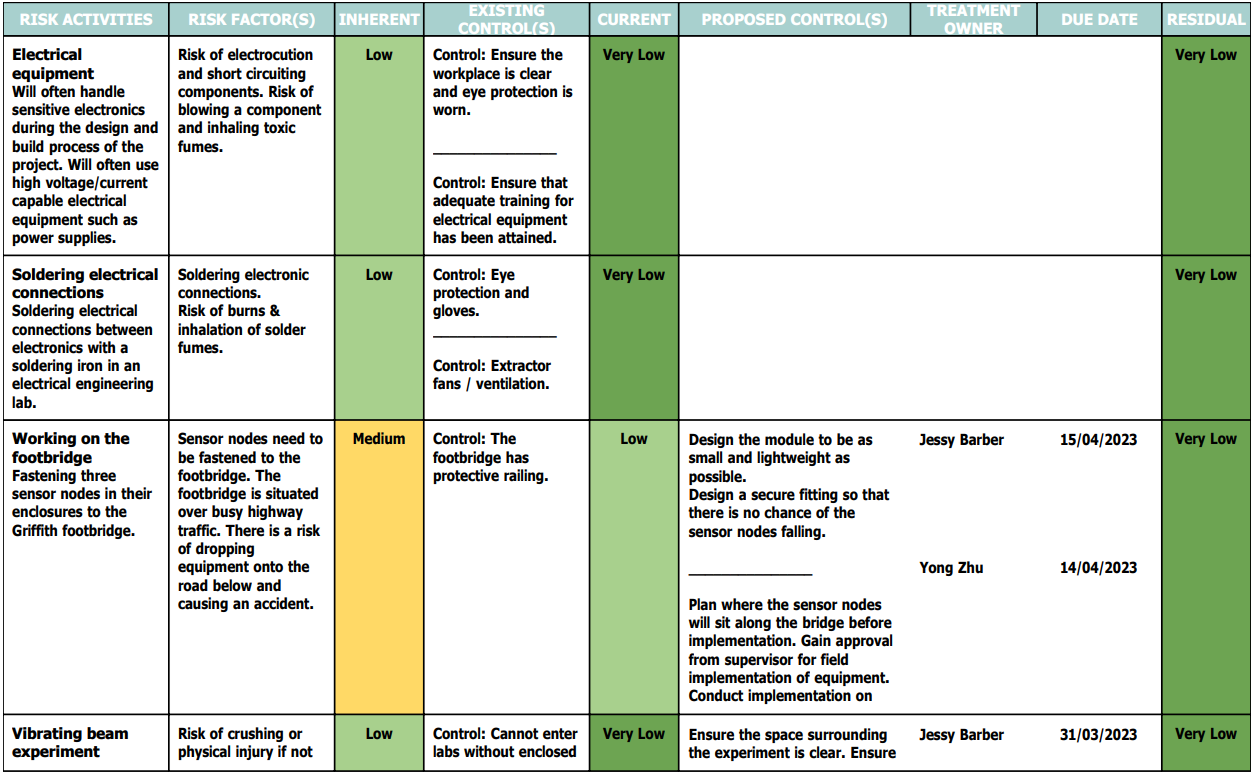 RISK ACTIVITIES RISK FACTOR(S) INHERENT EXISTING CONTROL(S) CURRENT PROPOSED CONTROL(S) TREATMENT OWNER DUE DATE RESIDUAL
Electrical
equipment
Will often handle
sensitive electronics
during the design and
build process of the
project. Will often use
high voltage/current
capable electrical
equipment such as
power supplies.
Risk of electrocution
and short circuiting
components. Risk of
blowing a component
and inhaling toxic
fumes.
Low
Control: Ensure the
workplace is clear
and eye protection is
worn.
Control: Ensure that
adequate training for
electrical equipment
has been attained.
Very Low
Very Low
Soldering electrical
connections
Soldering electrical
connections between
electronics with a
soldering iron in an
electrical engineering
lab.
Soldering electronic
connections.
Risk of burns &
inhalation of solder
fumes.
Low
Control: Eye
protection and
gloves.
Control: Extractor
fans / ventilation.
Very Low
Very Low
Working on the
footbridge
Fastening three
sensor nodes in their
enclosures to the
Griffith footbridge.
Sensor nodes need to
be fastened to the
footbridge. The
footbridge is situated
over busy highway
traffic. There is a risk
of dropping
equipment onto the
road below and
causing an accident.
Medium
Control: The
footbridge has
protective railing.
Low
Design the module to be as
small and lightweight as
possible.
Design a secure fitting so that
there is no chance of the
sensor nodes falling.
Jessy Barber
15/04/2023
Plan where the sensor nodes
will sit along the bridge before
implementation. Gain approval
from supervisor for field
implementation of equipment.
Conduct implementation on
Yong Zhu
14/04/2023
Very Low
Vibrating beam
experiment
Risk of crushing or
physical injury if not
Low
Control: Cannot enter
labs without enclosed
Very Low
Ensure the space surrounding
the experiment is clear. Ensure
Jessy Barber
31/03/2023
Very Low